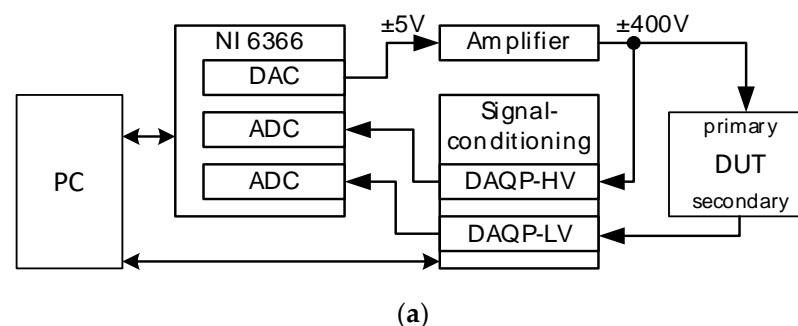 NI 6366
±5V
Amplifier
±400V
DAC
PC
ADC
Signal-
conditioning
primary
DUT
secondary
ADC
DAQP-HV
DAQP-LV
(a)